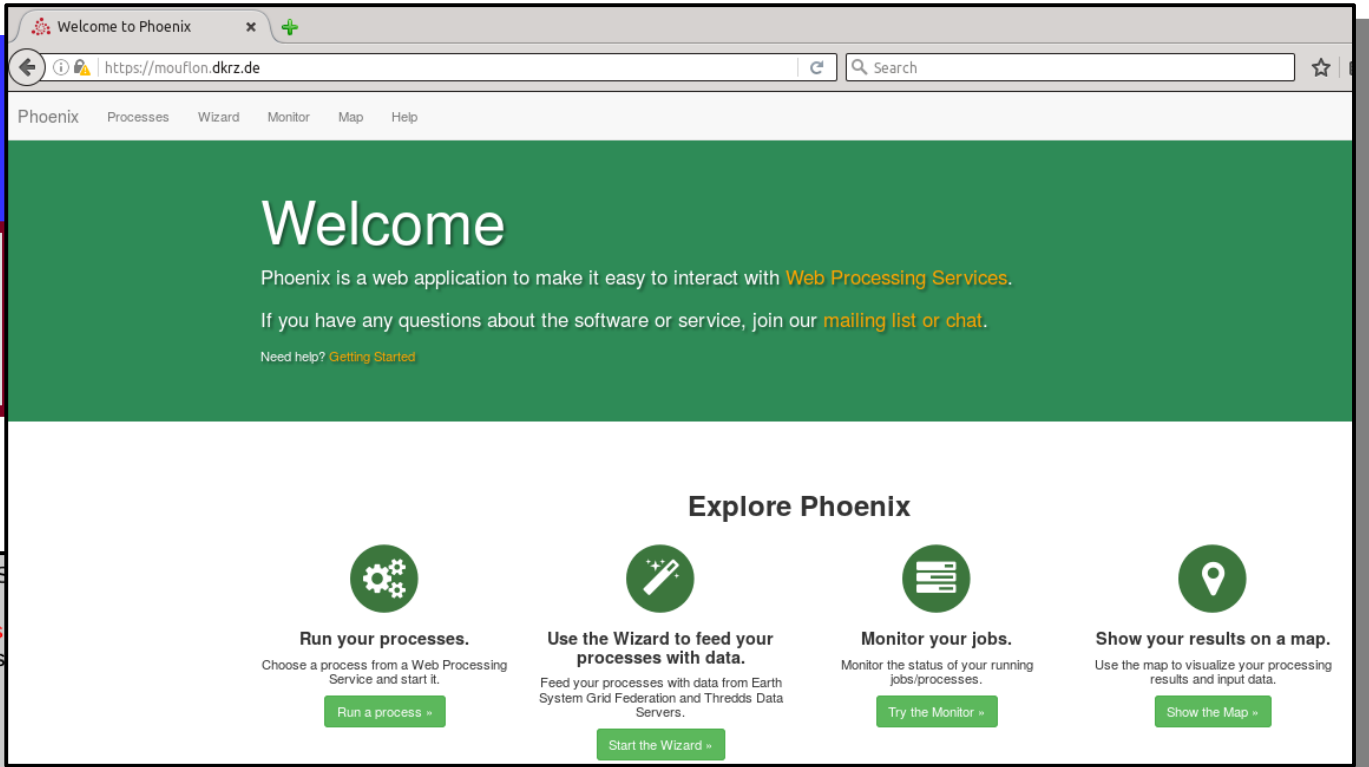 Welcome to Phoenix
https://mouflon.dkrz.de
Search
Phoenix Processes Wizard Monitor Map Help
Welcome
Phoenix is a web application to make it easy to interact with Web Processing Services.
If you have any questions about the software or service, join our mailing list or chat.
Need help? Getting Started
Explore Phoenix
Run your processes.
Choose a process from a Web Processing
Service and start it.
Run a process »
Use the Wizard to feed your
processes with data.
Feed your processes with data from Earth
System Grid Federation and Thredds Data
Servers.
Start the Wizard »
Monitor your jobs.
Monitor the status of your running
jobs/processes.
Try the Monitor »
Show your results on a map.
Use the map to visualize your processing
results and input data.
Show the Map »